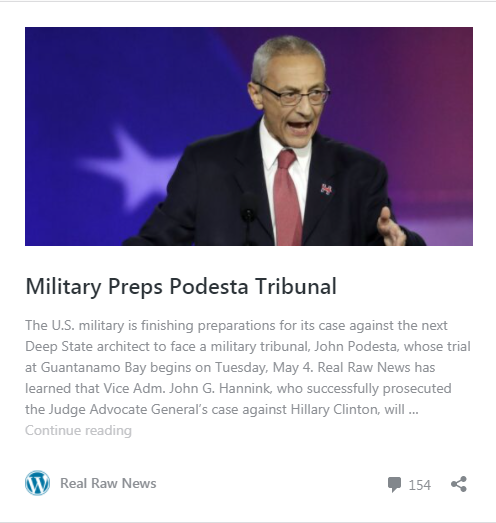 Military Preps Podesta Tribunal
The U.S. military is finishing preparations for its case against the next
Deep State architect to face a military tribunal, John Podesta, whose trial
at Guantanamo Bay begins on Tuesday, May 4. Real Raw News has
learned that Vice Adm. John G. Hannink, who successfully prosecuted
the Judge Advocate General's case against Hillary Clinton, will ...
Continue reading
Real Raw News 154